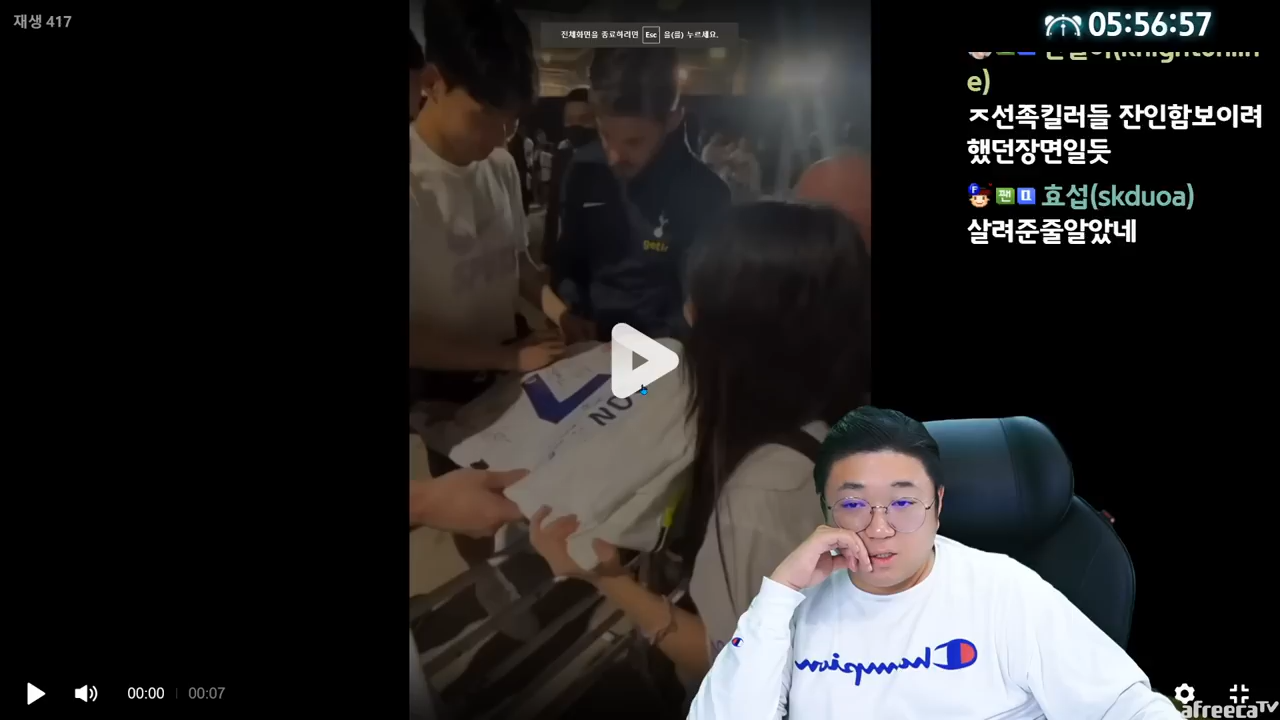 재생 417
전체화면을 종료하려면 Esc 을(를) 누르세요.
05:56:57
e)
ㅈ선족킬러들 잔인함보이려
했던장면일듯
F 팬 효섭(skduoa)
살려준줄알았네
getir
NO
Champion
00:00 00:07
afreecaTV